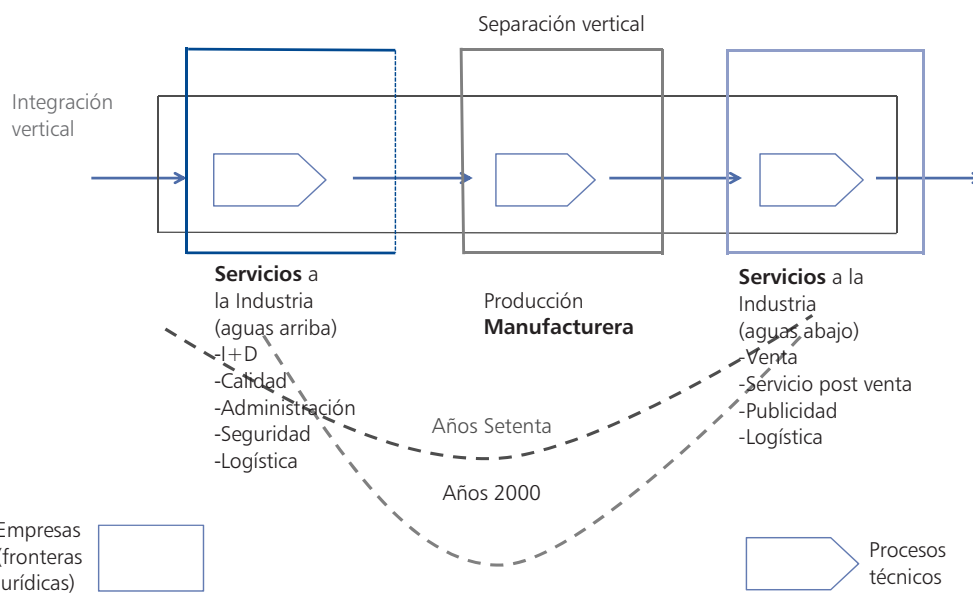 Separación vertical
Integración
vertical
Servicios a
la Industria
(aguas arriba)
-I+D
-Calidad
-Administración
-Seguridad
-Logística
Producción
Manufacturera
Servicios a la
Industria
(aguas abajo)
-Venta
-Servicio post venta
-Publicidad
-Logística
Años Setenta
Años 2000
Empresas
(fronteras
jurídicas)
Procesos
técnicos